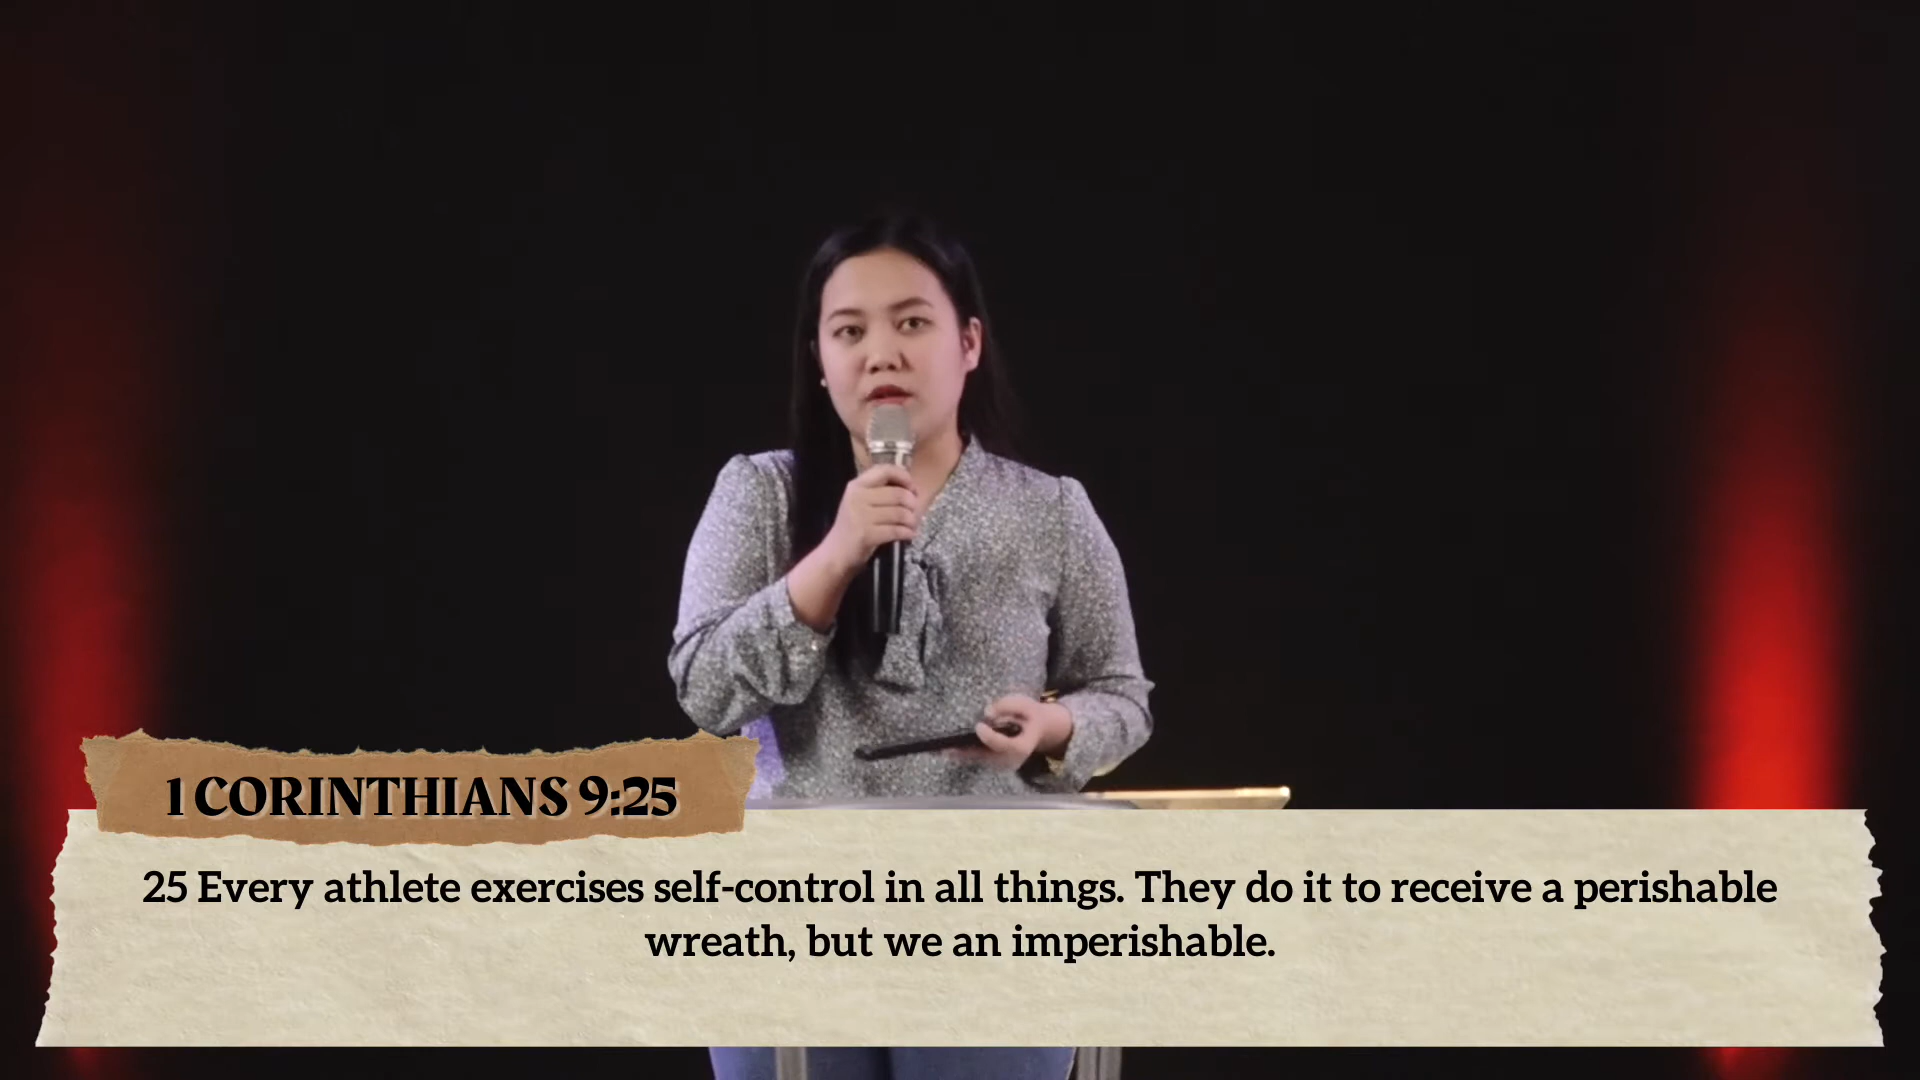 1 CORINTHIANS 9:25
25 Every athlete exercises self-control in all things. They do it to receive a perishable
wreath, but we an imperishable.